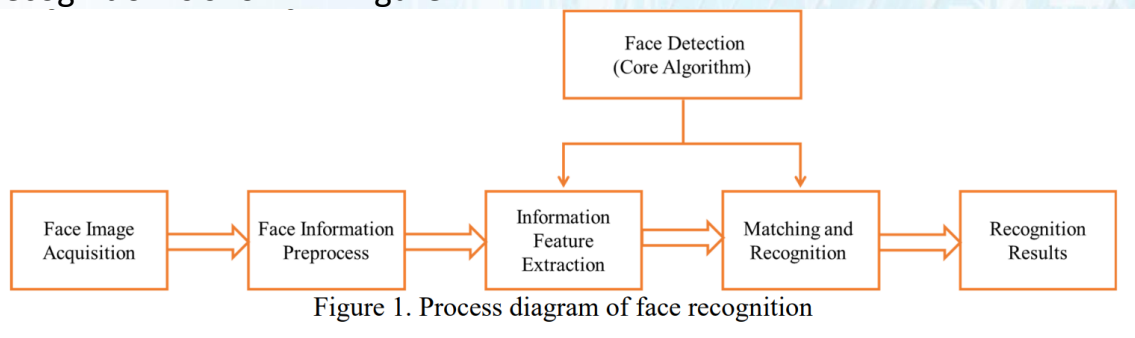 Face Detection
(Core Algorithm)
Face Image
Acquisition
Face Information
Preprocess
Information
Feature
Extraction
Matching and
Recognition
Recognition
Results
Figure 1. Process diagram of face recognition